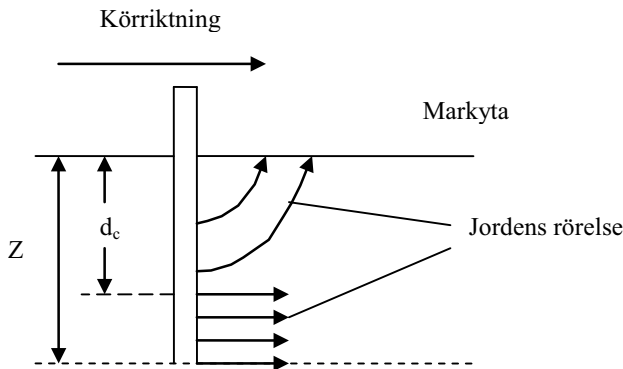 Körriktning
Markyta
d_c
Z
Jordens rörelse